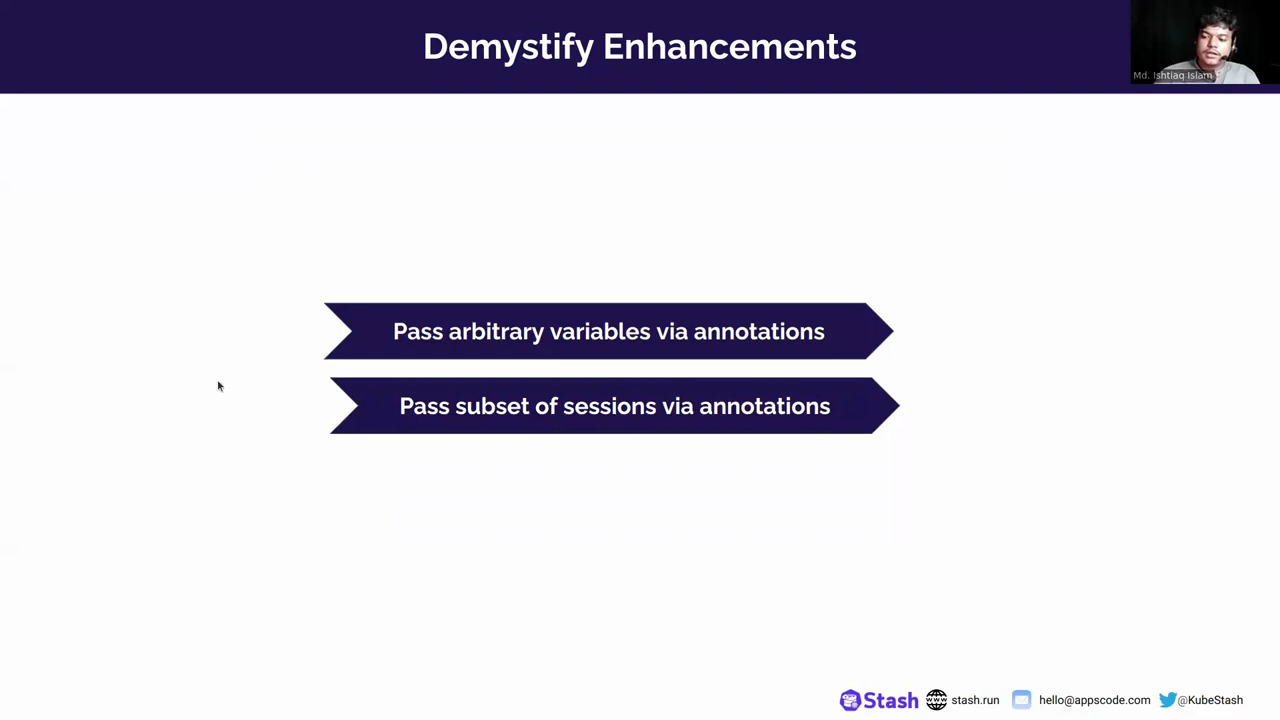 Demystify Enhancements
Md. Ishtiaq Islam
Pass arbitrary variables via annotations
Pass subset of sessions via annotations
Stash
stash.run
hello@appscode.com
@KubeStash